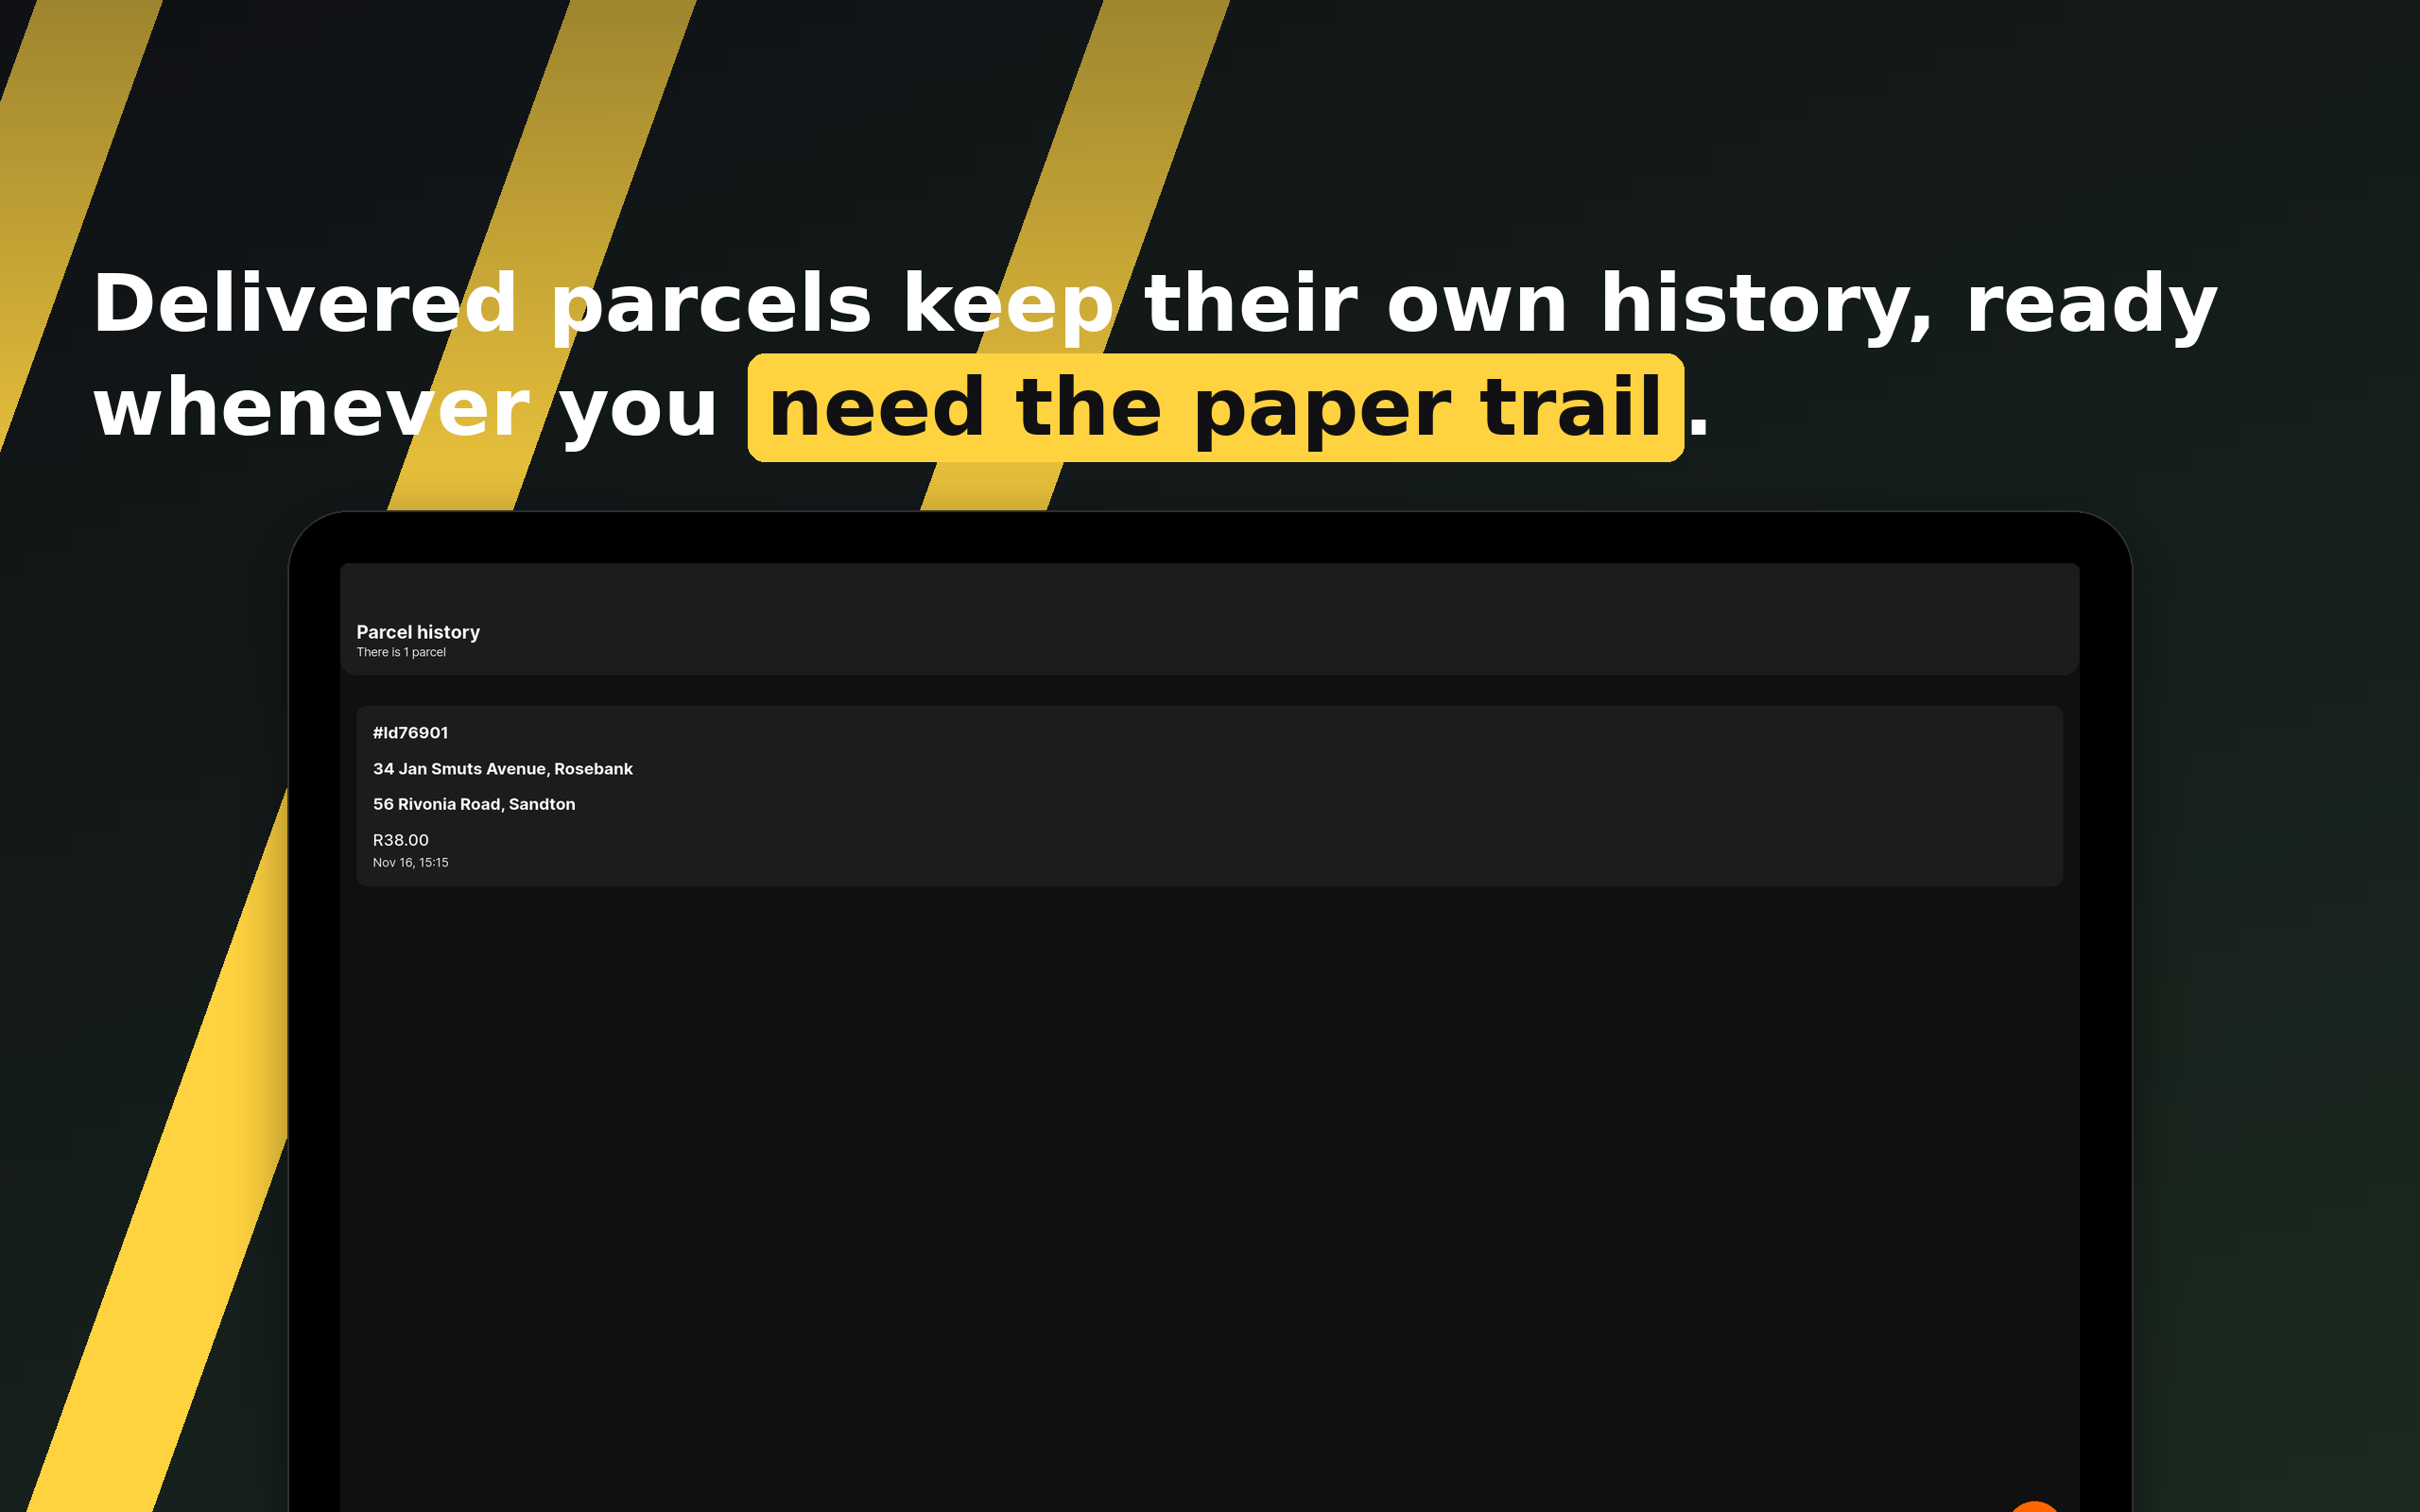 Delivered parcels keep their own history, ready
whenever you need the paper trail.
Parcel history
There is 1 parcel
#Id76901
34 Jan Smuts Avenue, Rosebank
56 Rivonia Road, Sandton
R38.00
Nov 16, 15:15